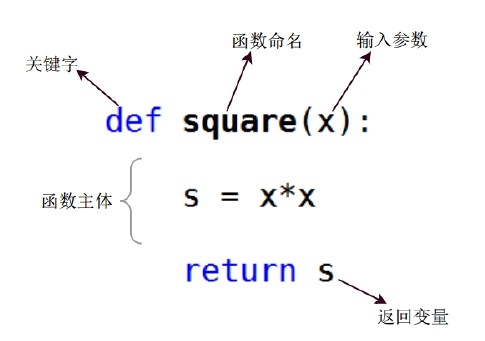 函数命名
输入参数
关键字
def square(x):
函数主体
s = x*x
return s
返回变量